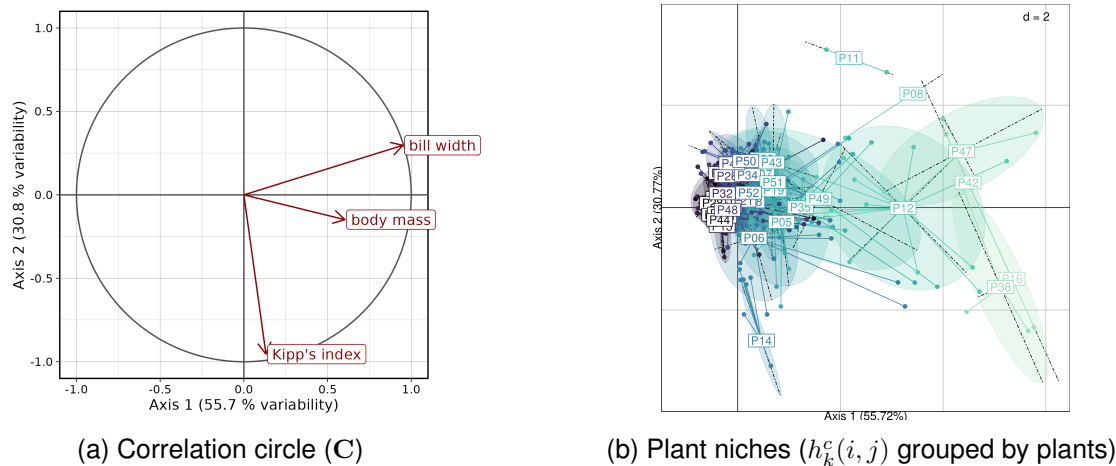 1.0
0.5
0.0
-0.5
-1.0
-1.0
-0.5
0.0
0.5
1.0
Axis 2 (30.8 % variability)
Axis 1 (55.7 % variability)
bill width
body mass
Kipp's index
(a) Correlation circle (C)
d = 2
P11
P08
P47
P42
P50
P43
P34
P51
P32
P52
P48
P44
P49
P35
P12
P05
P06
P16
P38
P14
Axis 2 (30.77%)
Axis 1 (55.72%)
(b) Plant niches (h_k^c(i, j) grouped by plants)